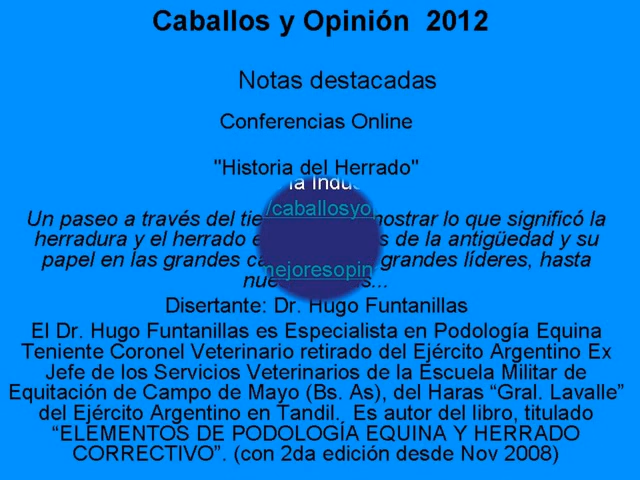 Caballos y Opinión 2012
Notas destacadas
Conferencias Online
"Historia del Herrado"
la
/caballosyo
Un paseo a través del mostrar lo que significó la
herradura y el herrado de la antigüedad y su
papel en las grandes grandes líderes, hasta
mejoresopin
Disertante: Dr. Hugo Funtanillas
El Dr. Hugo Funtanillas es Especialista en Podología Equina
Teniente Coronel Veterinario retirado del Ejército Argentino Ex
Jefe de los Servicios Veterinarios de la Escuela Militar de
Equitación de Campo de Mayo (Bs. As), del Haras “Gral. Lavalle”
del Ejército Argentino en Tandil. Es autor del libro, titulado
“ELEMENTOS DE PODOLOGÍA EQUINA Y HERRADO
CORRECTIVO”. (con 2da edición desde Nov 2008)